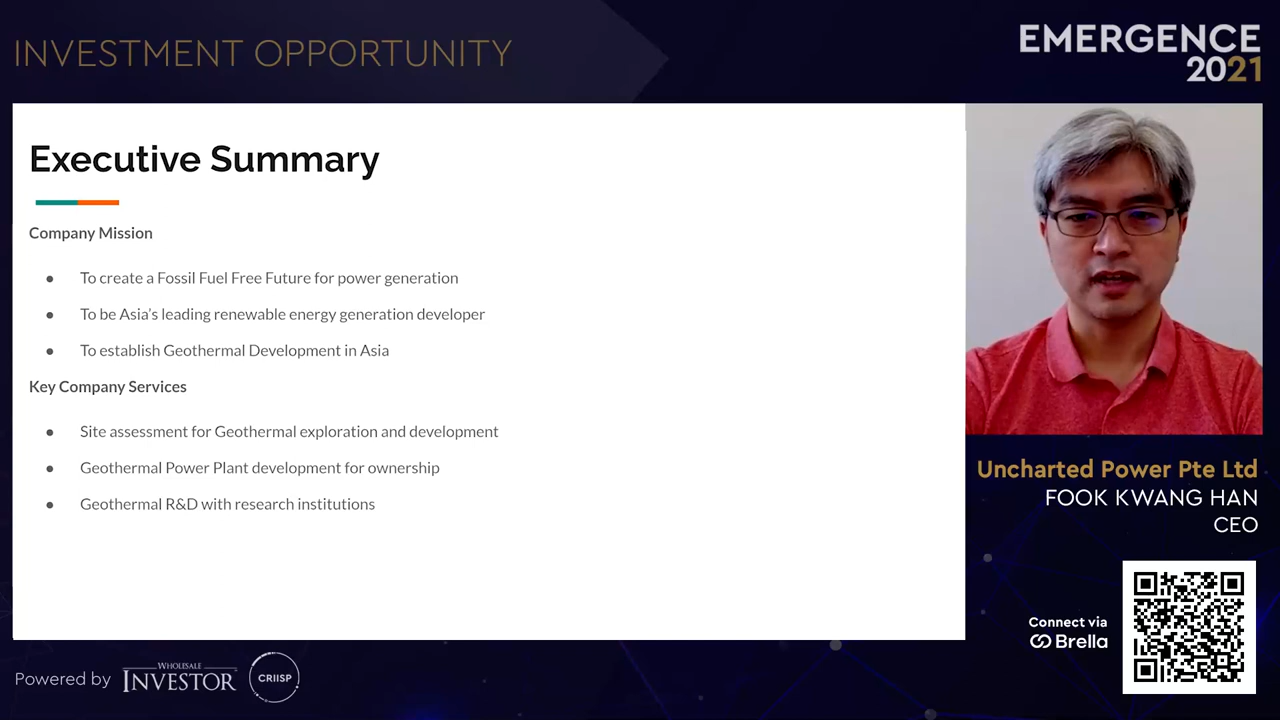 INVESTMENT OPPORTUNITY
EMERGENCE
2021
Executive Summary
Company Mission
● To create a Fossil Fuel Free Future for power generation
● To be Asia’s leading renewable energy generation developer
● To establish Geothermal Development in Asia
Key Company Services
● Site assessment for Geothermal exploration and development
● Geothermal Power Plant development for ownership
● Geothermal R&D with research institutions
Uncharted Power Pte Ltd
FOOK KWANG HAN
CEO
Connect via
Brella
Powered by
WHOLESALE
INVESTOR
CRIISP